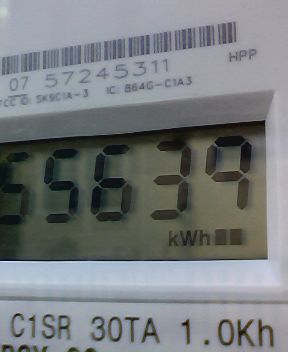 07 57245311 HPP
FCC ID: SK9C1A-3 IC: 864G-C1A3
55639
kWh
C1SR 30TA 1.0Kh